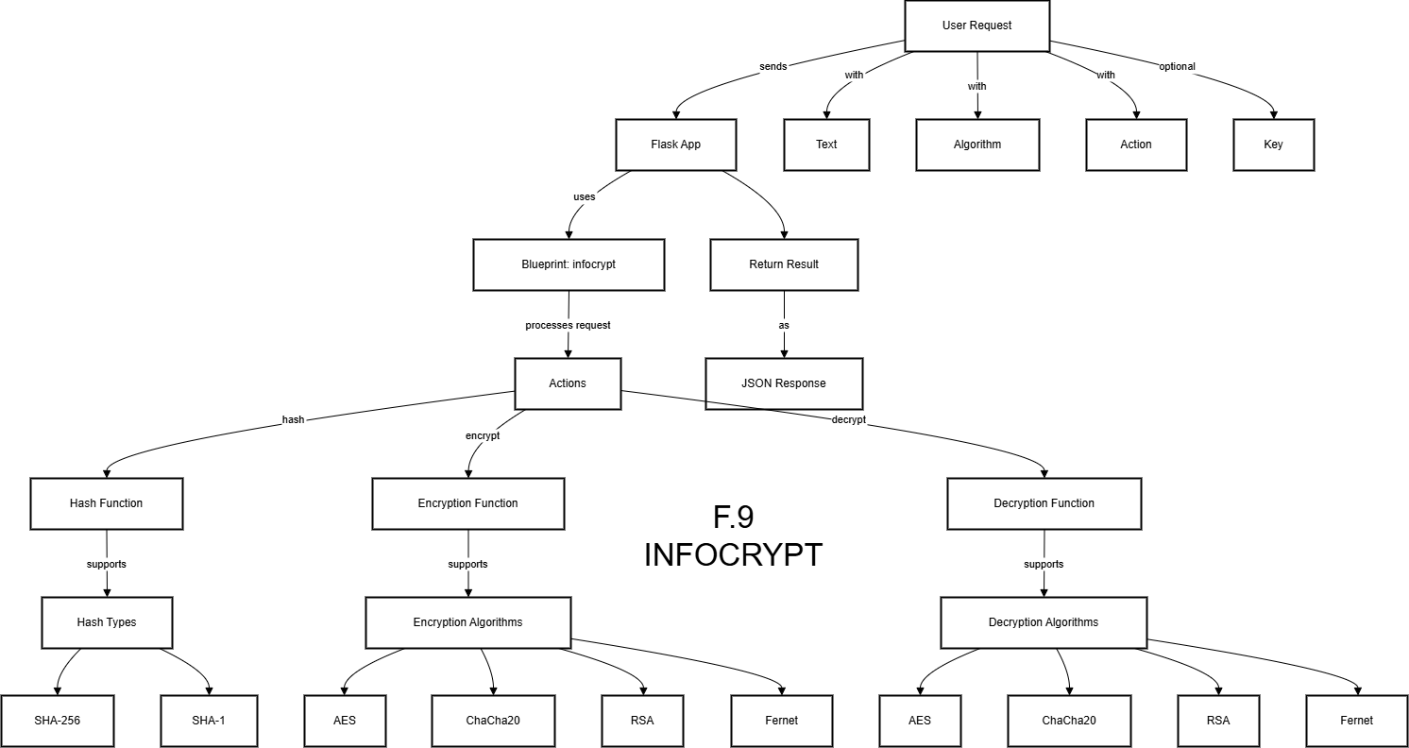 User Request
sends
with
with
with
optional
Flask App
Text
Algorithm
Action
Key
uses
Blueprint: infocrypt
Return Result
processes request
as
Actions
JSON Response
hash
encrypt
decrypt
Hash Function
Encryption Function
Decryption Function
F.9
INFOCRYPT
supports
supports
supports
Hash Types
Encryption Algorithms
Decryption Algorithms
SHA-256
SHA-1
AES
ChaCha20
RSA
Fernet
AES
ChaCha20
RSA
Fernet